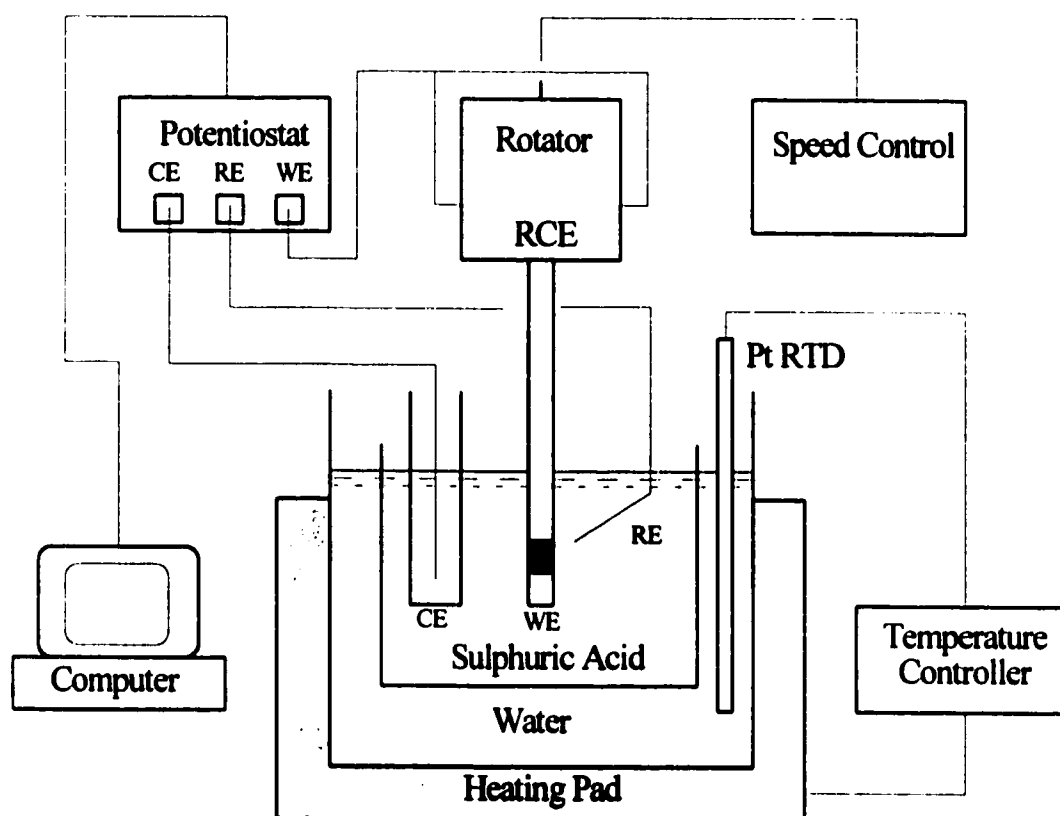 Potentiostat
CE RE WE
Rotator
RCE
Speed Control
Pt RTD
RE
CE
WE
Sulphuric Acid
Water
Heating Pad
Computer
Temperature
Controller